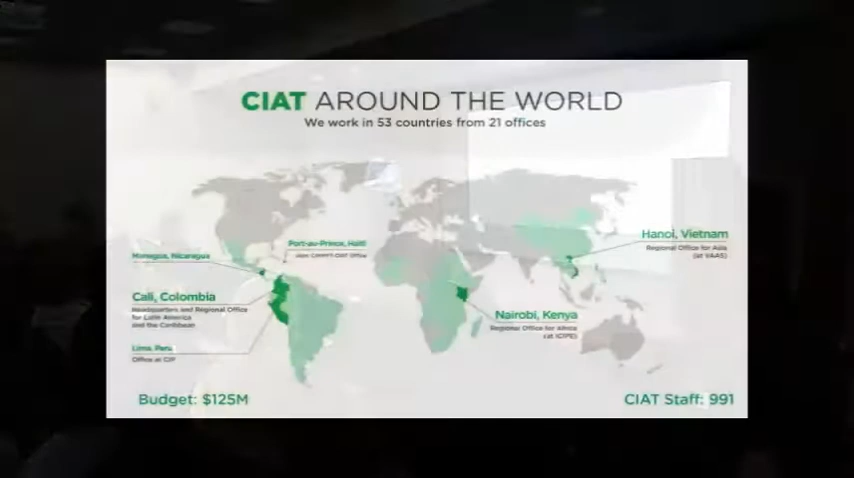 CIAT AROUND THE WORLD
We work in 53 countries from 21 offices
Hanoi, Vietnam
Regional Office for Asia
(at VAAS)
Port-au-Prince, Haiti
Managua, Nicaragua
Cali, Colombia
Headquarters and Regional Office
for Latin America
and the Caribbean
Nairobi, Kenya
Regional Office for Africa
(at ICIPE)
Lima, Peru
Office at CIP
Budget: $125M
CIAT Staff: 991